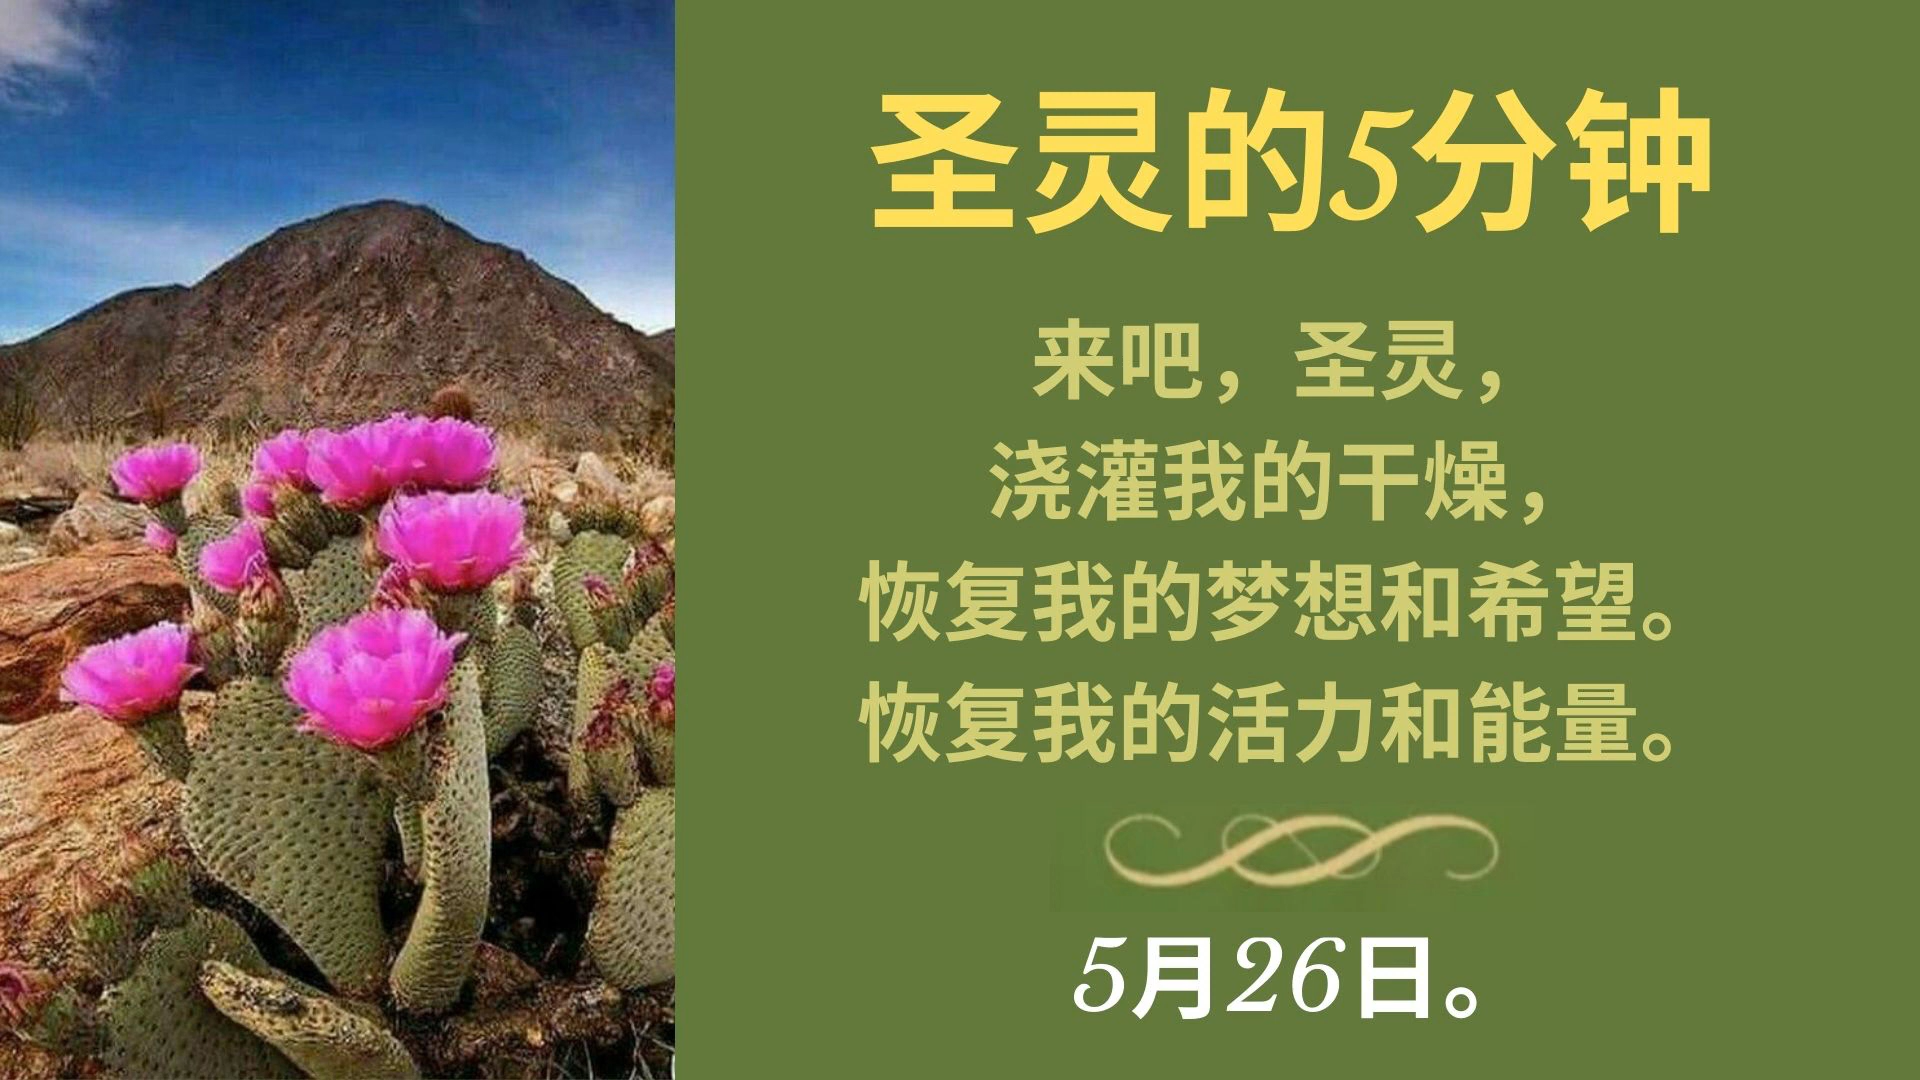 圣灵的5分钟
来吧，圣灵，
浇灌我的干燥，
恢复我的梦想和希望。
恢复我的活力和能量。
5月26日。